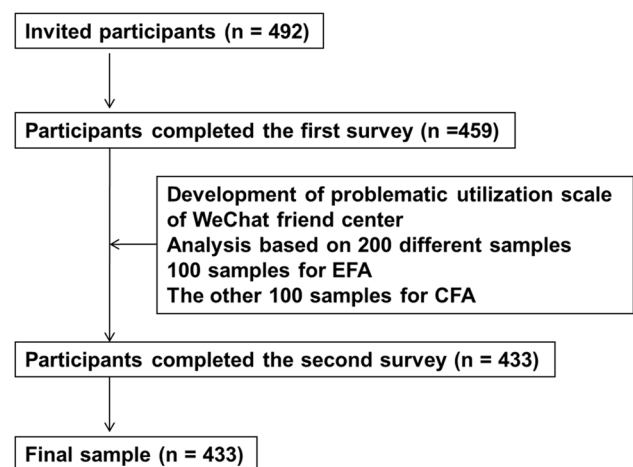 Invited participants (n = 492)
Participants completed the first survey (n =459)
Development of problematic utilization scale
of WeChat friend center
Analysis based on 200 different samples
100 samples for EFA
The other 100 samples for CFA
Participants completed the second survey (n = 433)
Final sample (n = 433)